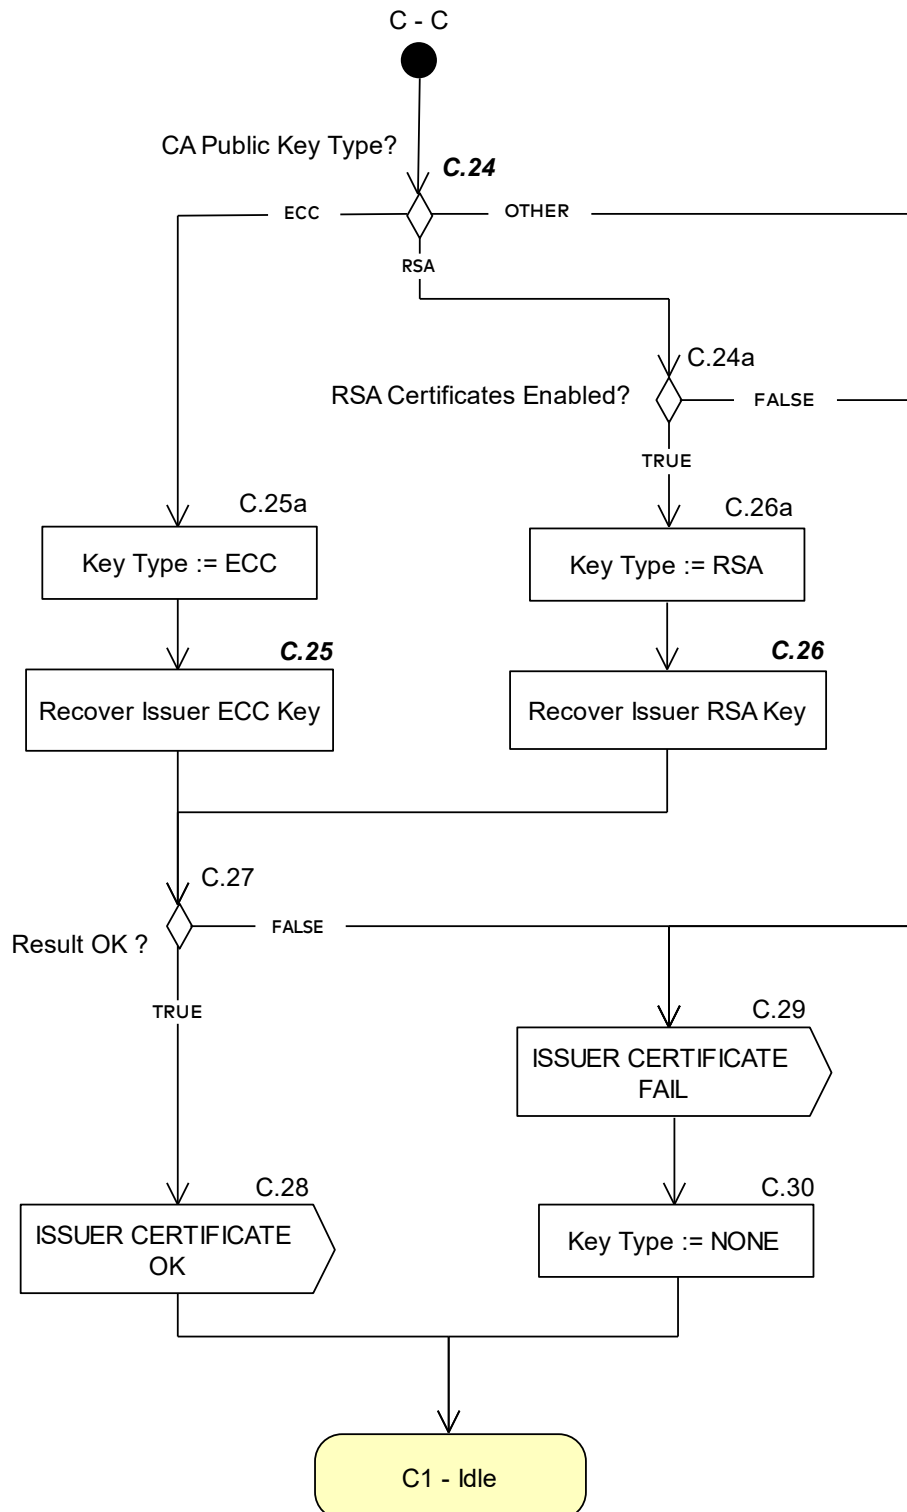 C - C
CA Public Key Type?
C.24
ECC
OTHER
RSA
C.24a
RSA Certificates Enabled?
FALSE
TRUE
C.25a
C.26a
Key Type := ECC
Key Type := RSA
C.25
C.26
Recover Issuer ECC Key
Recover Issuer RSA Key
C.27
Result OK ?
FALSE
TRUE
C.29
ISSUER CERTIFICATE
FAIL
C.28
C.30
ISSUER CERTIFICATE
OK
Key Type := NONE
C1 - Idle